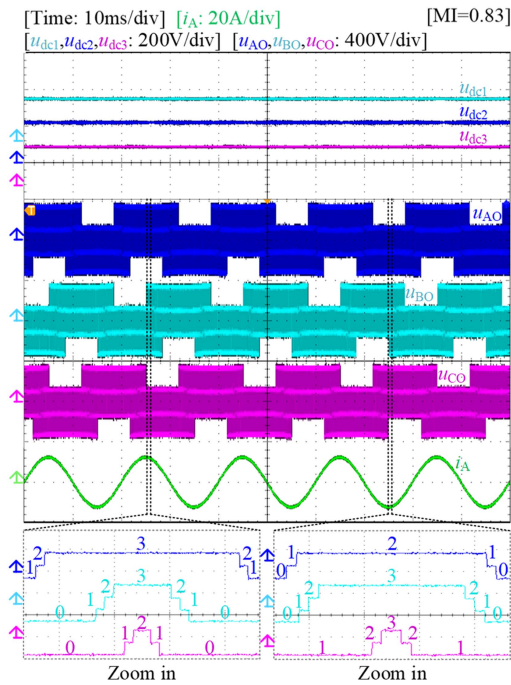 [Time: 10ms/div] [iA: 20A/div] [MI=0.83]
[udc1,udc2,udc3: 200V/div] [uAO,uBO,uCO: 400V/div]
udc1
udc2
udc3
uAO
uBO
uCO
iA
2 3 2
1 1
3
2 2
0 1 1 0
2
0 1 1 0
3
1 2 2 1
0 0
3
2 2
0 1 1 0
3
1 2 2 1
Zoom in Zoom in